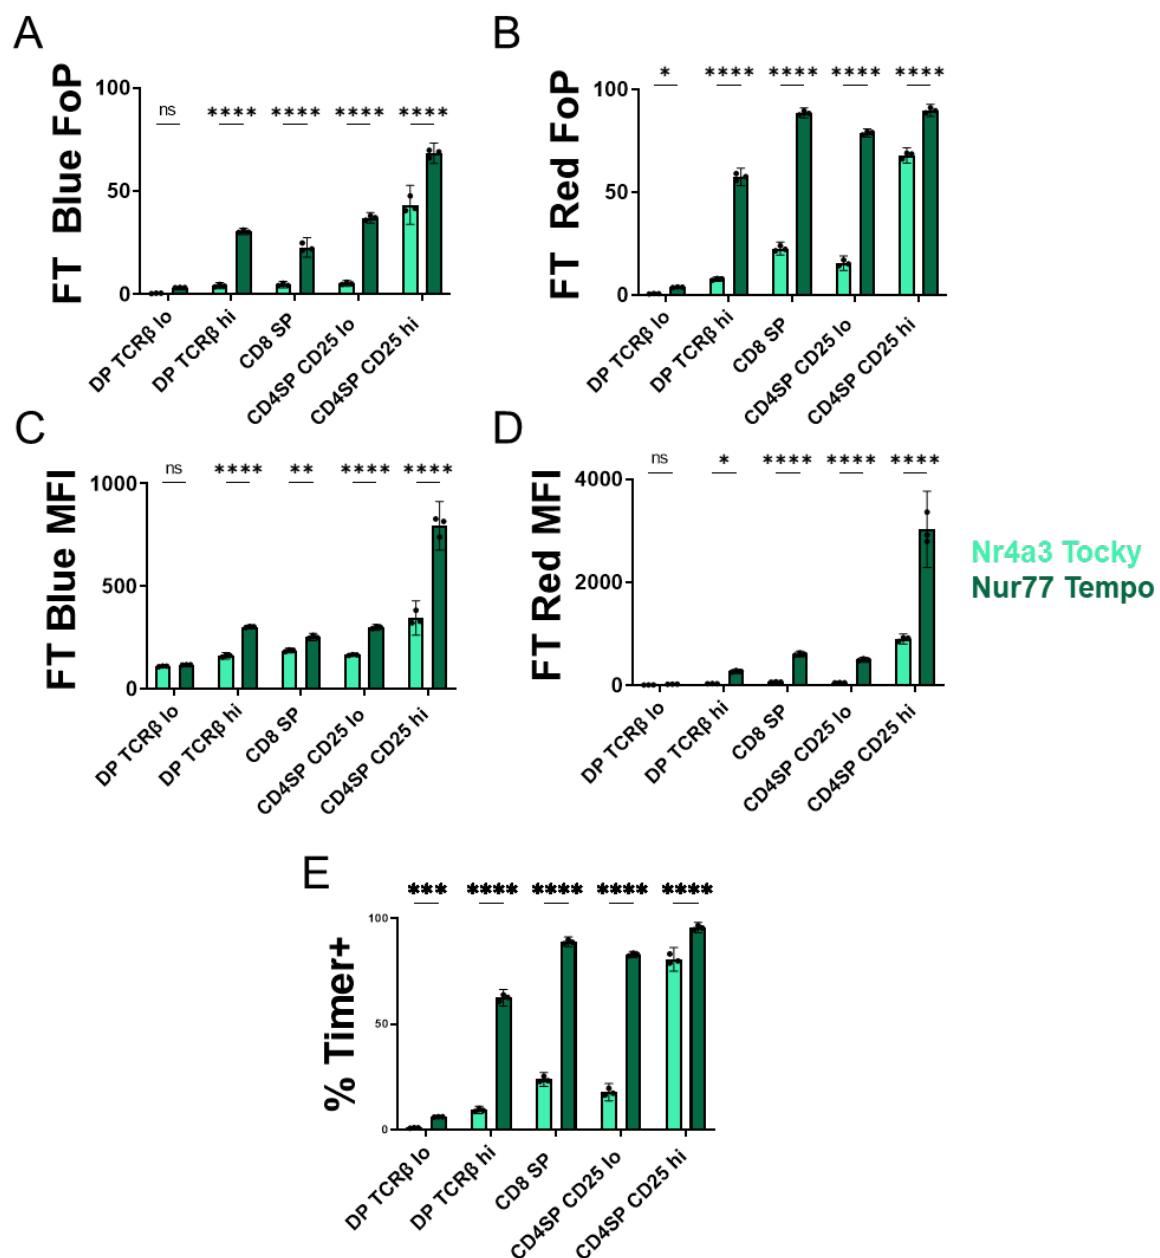 A
FT Blue FoP
100
50
0
ns
****
****
****
****
DP TCRβ lo
DP TCRβ hi
CD8 SP
CD4SP CD25 lo
CD4SP CD25 hi
B
FT Red FoP
100
50
0
*
****
****
****
****
DP TCRβ lo
DP TCRβ hi
CD8 SP
CD4SP CD25 lo
CD4SP CD25 hi
C
FT Blue MFI
1000
500
0
ns
****
**
****
****
DP TCRβ lo
DP TCRβ hi
CD8 SP
CD4SP CD25 lo
CD4SP CD25 hi
D
FT Red MFI
4000
2000
0
ns
*
****
****
****
DP TCRβ lo
DP TCRβ hi
CD8 SP
CD4SP CD25 lo
CD4SP CD25 hi
Nr4a3 Tocky
Nur77 Tempo
E
% Timer+
100
50
0
***
****
****
****
****
DP TCRβ lo
DP TCRβ hi
CD8 SP
CD4SP CD25 lo
CD4SP CD25 hi